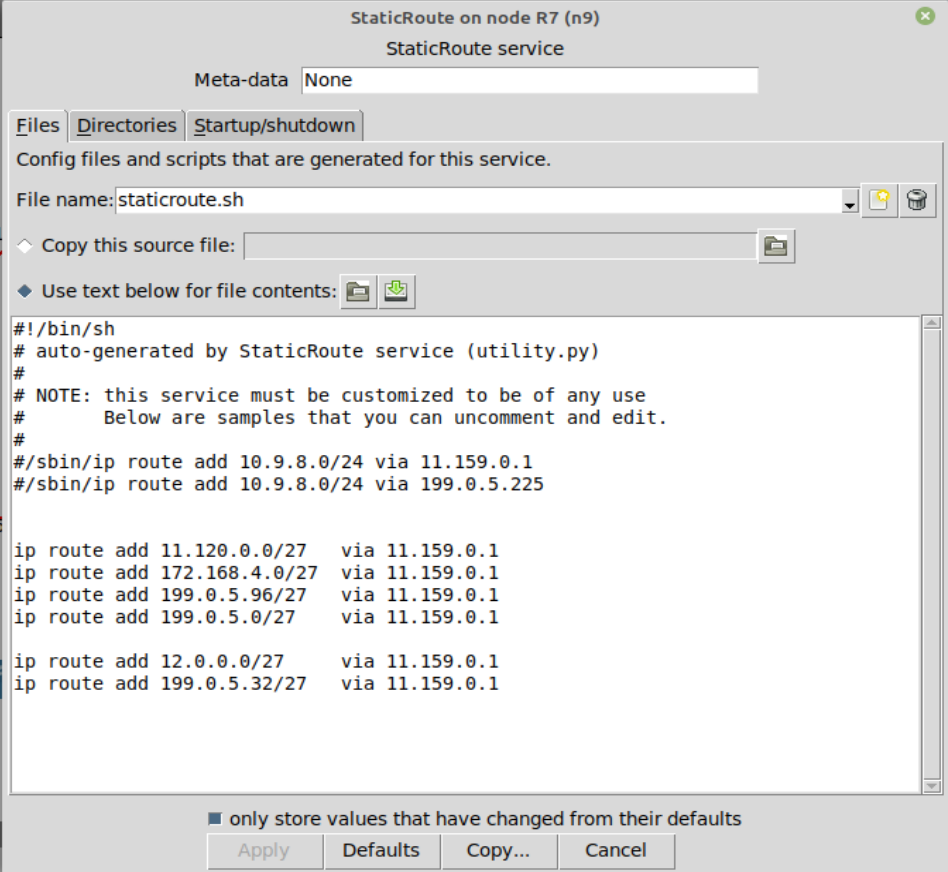 StaticRoute on node R7 (n9)
StaticRoute service
Meta-data None
Files Directories Startup/shutdown
Config files and scripts that are generated for this service.
File name: staticroute.sh
Copy this source file:
Use text below for file contents:
#!/bin/sh
# auto-generated by StaticRoute service (utility.py)
#
# NOTE: this service must be customized to be of any use
#       Below are samples that you can uncomment and edit.
#
#/sbin/ip route add 10.9.8.0/24 via 11.159.0.1
#/sbin/ip route add 10.9.8.0/24 via 199.0.5.225
ip route add 11.120.0.0/27   via 11.159.0.1
ip route add 172.168.4.0/27  via 11.159.0.1
ip route add 199.0.5.96/27   via 11.159.0.1
ip route add 199.0.5.0/27    via 11.159.0.1
ip route add 12.0.0.0/27     via 11.159.0.1
ip route add 199.0.5.32/27   via 11.159.0.1
only store values that have changed from their defaults
Apply Defaults Copy... Cancel